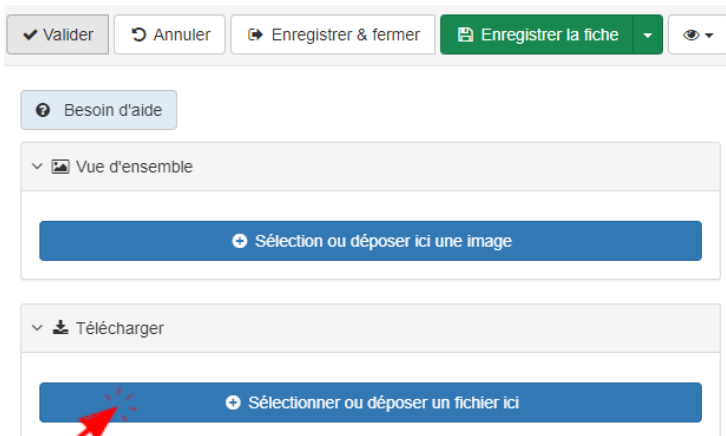 Valider Annuler Enregistrer & fermer Enregistrer la fiche
Besoin d'aide
Vue d'ensemble
Sélection ou déposer ici une image
Télécharger
Sélectionner ou déposer un fichier ici